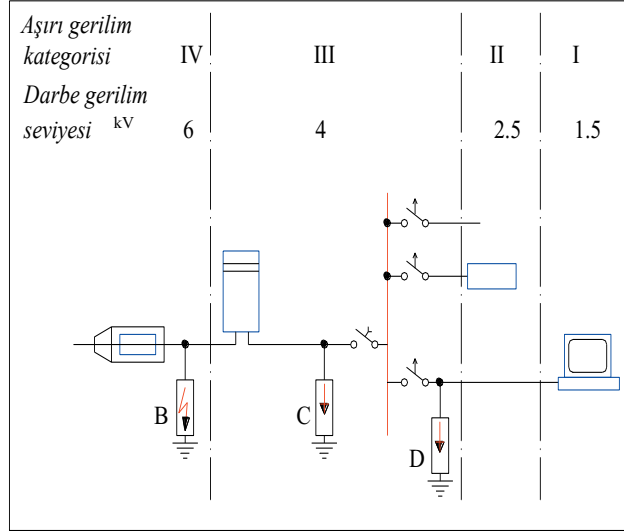 Aşırı gerilim
kategorisi IV III II I
Darbe gerilim
seviyesi kV 6 4 2.5 1.5
B
C
D